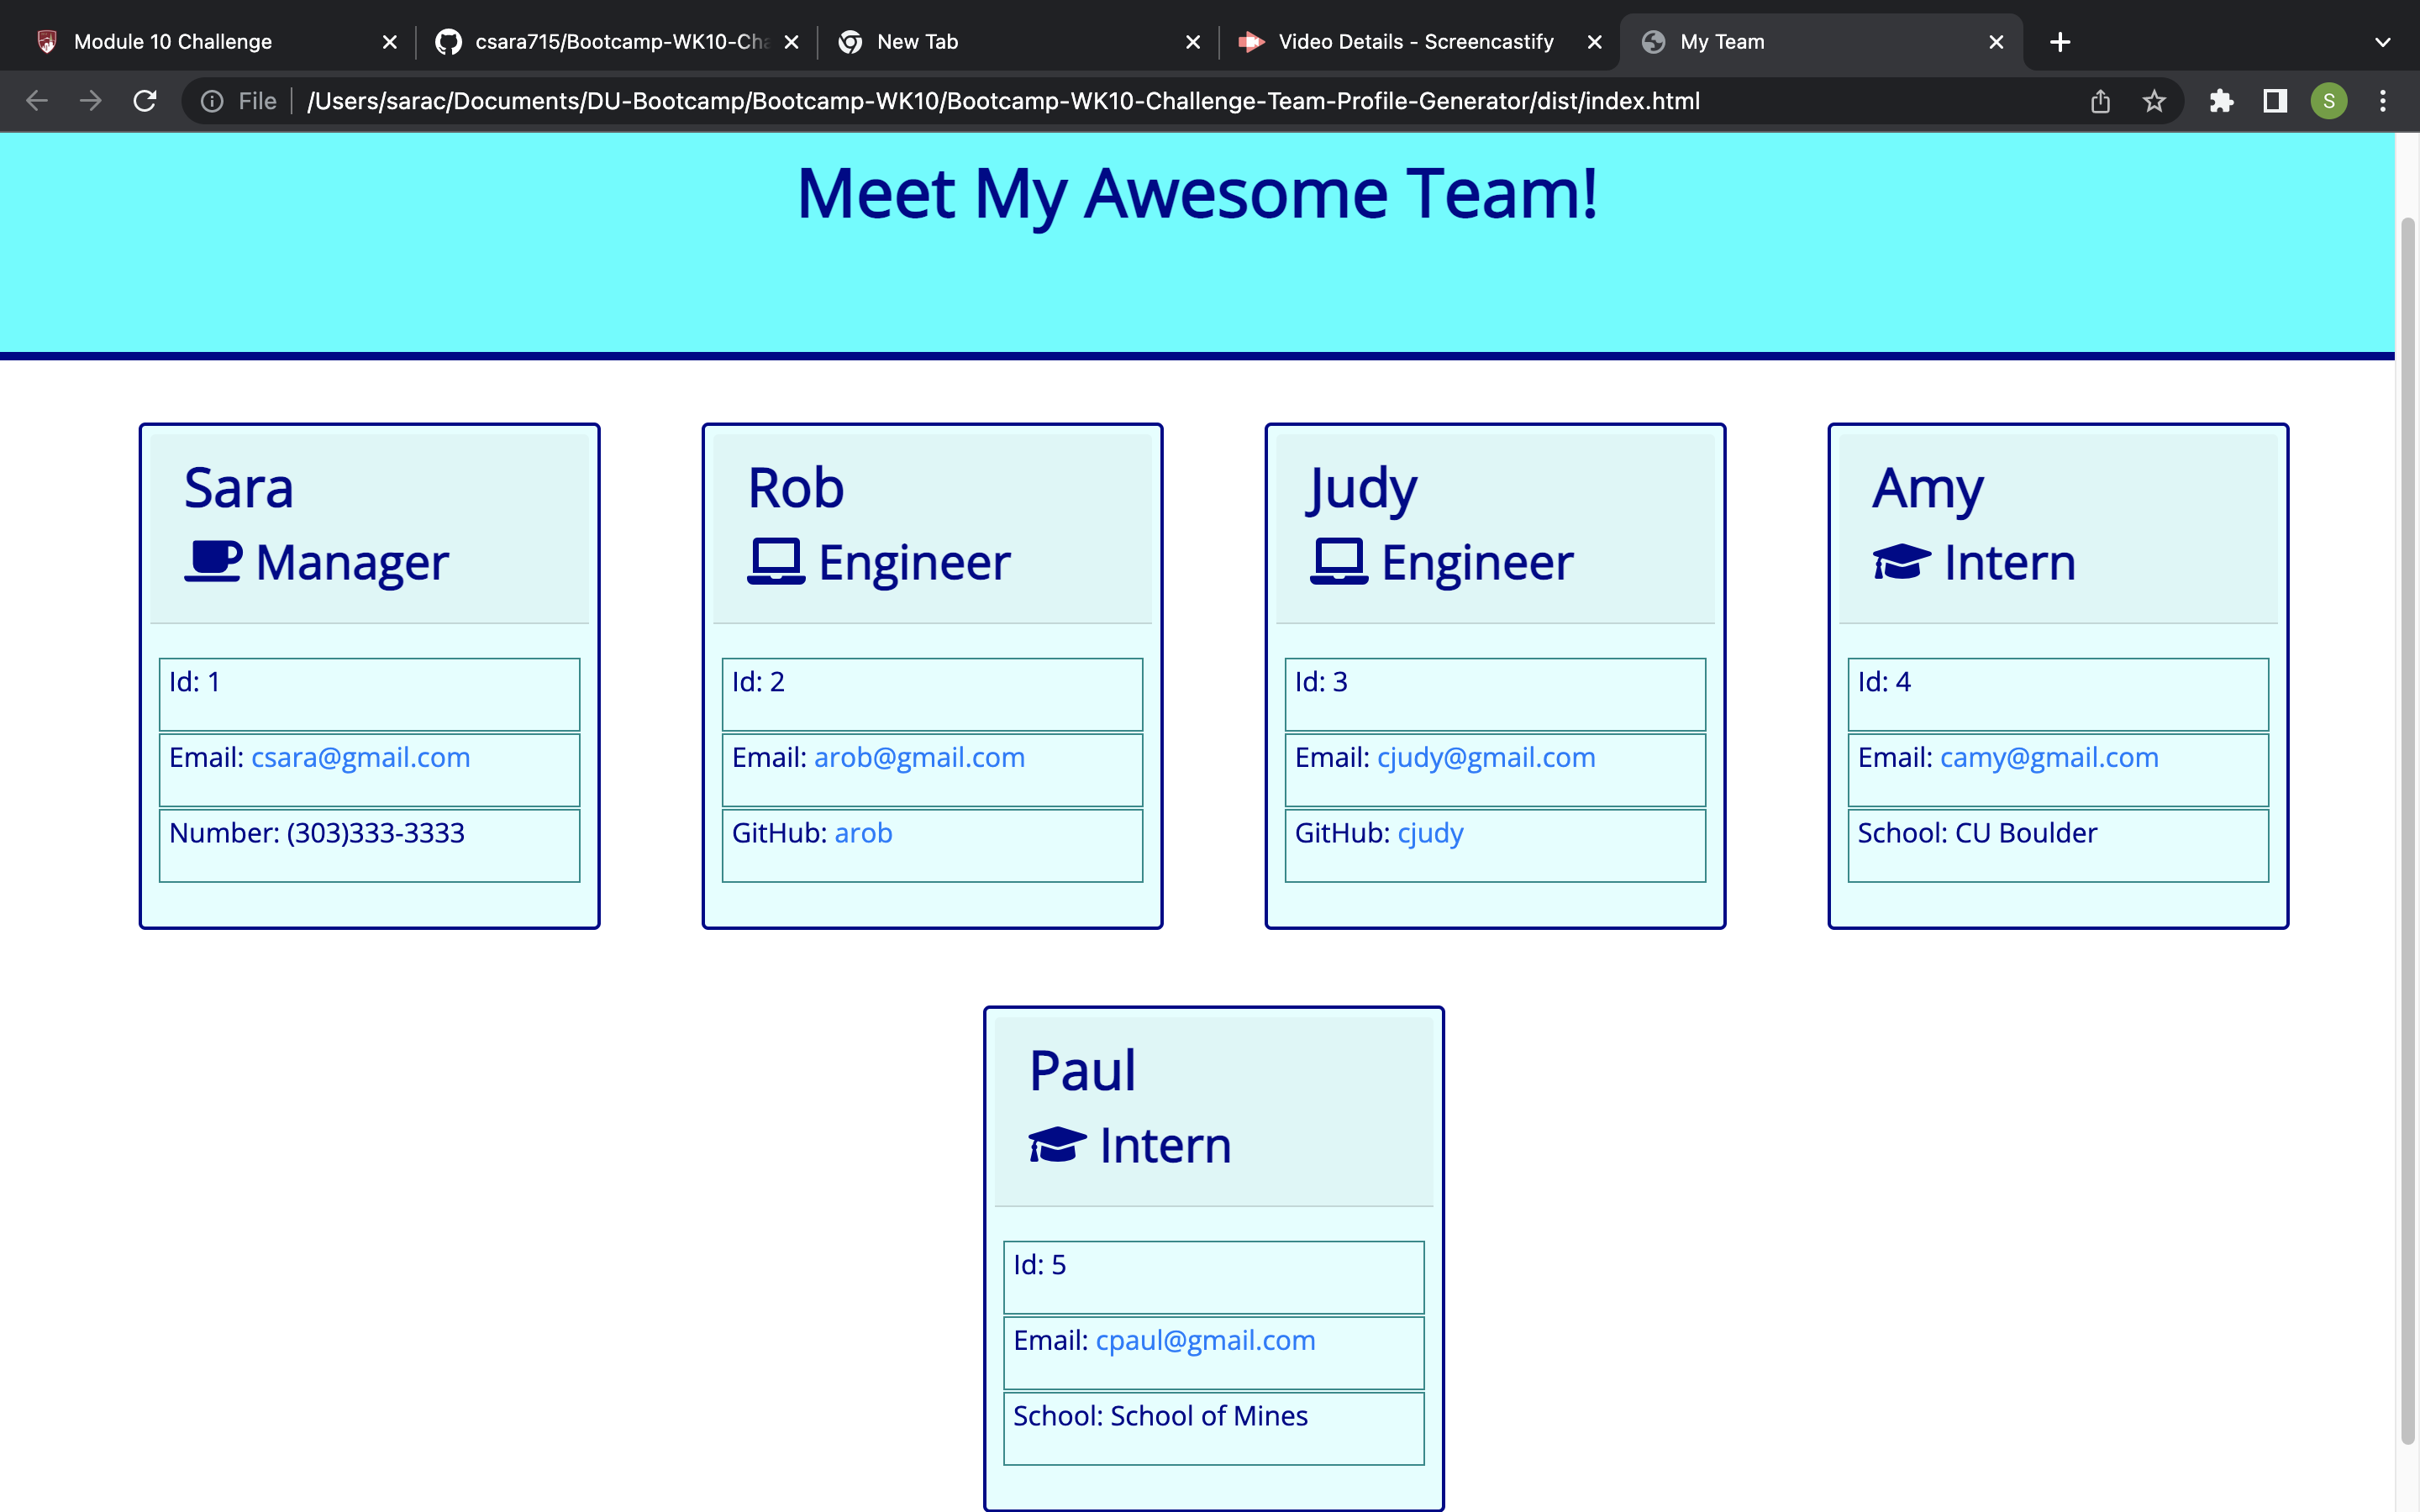 Module 10 Challenge
csara715/Bootcamp-WK10-Cha
New Tab
Video Details - Screencastify
My Team
File
/Users/sarac/Documents/DU-Bootcamp/Bootcamp-WK10/Bootcamp-WK10-Challenge-Team-Profile-Generator/dist/index.html
S
Meet My Awesome Team!
Sara
Manager
Id: 1
Email: csara@gmail.com
Number: (303)333-3333
Rob
Engineer
Id: 2
Email: arob@gmail.com
GitHub: arob
Judy
Engineer
Id: 3
Email: cjudy@gmail.com
GitHub: cjudy
Amy
Intern
Id: 4
Email: camy@gmail.com
School: CU Boulder
Paul
Intern
Id: 5
Email: cpaul@gmail.com
School: School of Mines